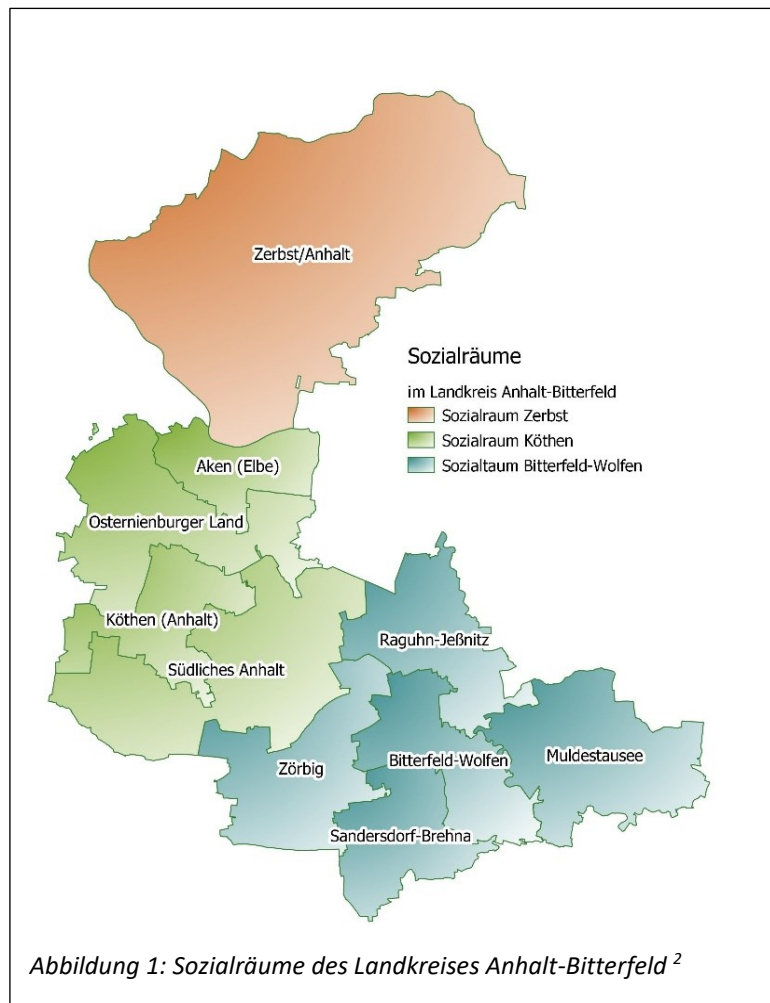 Zerbst/Anhalt
Sozialräume
im Landkreis Anhalt-Bitterfeld
Sozialraum Zerbst
Sozialraum Köthen
Sozialtaum Bitterfeld-Wolfen
Aken (Elbe)
Osternienburger Land
Köthen (Anhalt)
Südliches Anhalt
Raguhn-Jeßnitz
Zörbig
Bitterfeld-Wolfen
Muldestausee
Sandersdorf-Brehna
Abbildung 1: Sozialräume des Landkreises Anhalt-Bitterfeld ²